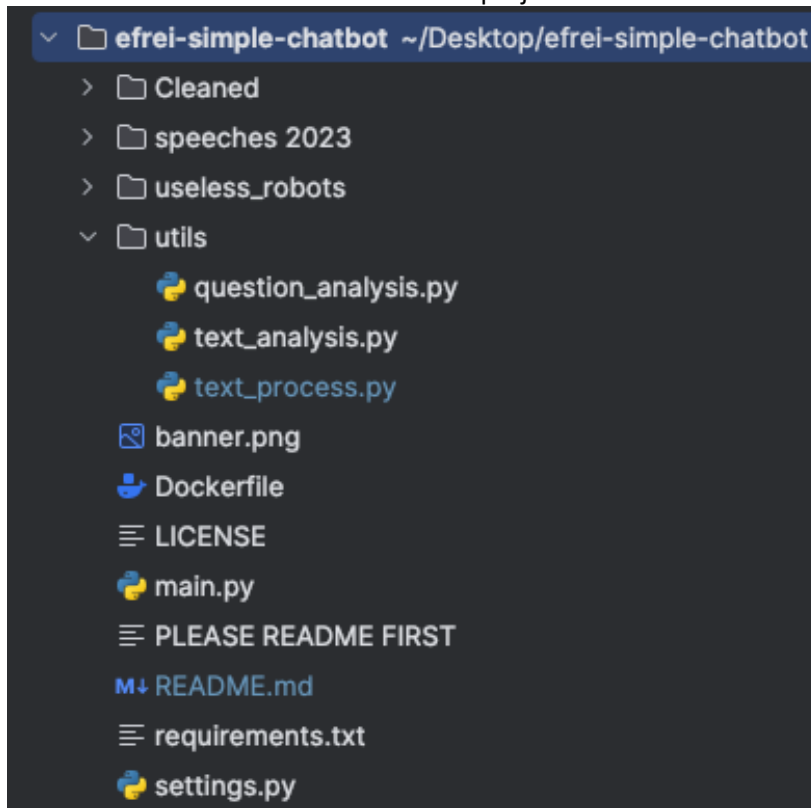 efrei-simple-chatbot ~/Desktop/efrei-simple-chatbot
Cleaned
speeches 2023
useless_robots
utils
question_analysis.py
text_analysis.py
text_process.py
banner.png
Dockerfile
LICENSE
main.py
PLEASE README FIRST
M↓ README.md
requirements.txt
settings.py